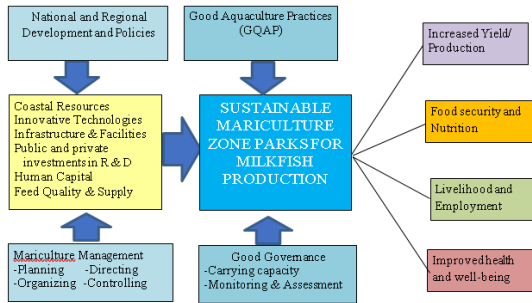 National and Regional
Development and Policies
Good Aquaculture Practices
(GQAP)
Increased Yield/
Production
Coastal Resources
Innovative Technologies
Infrastructure & Facilities
Public and private
investments in R & D
Human Capital
Feed Quality & Supply
SUSTAINABLE
MARICULTURE
ZONE PARKS FOR
MILKFISH
PRODUCTION
Food security and
Nutrition
Livelihood and
Employment
Improved health
and well-being
Mariculture Management
-Planning -Directing
-Organizing -Controlling
Good Governance
-Carrying capacity
-Monitoring & Assessment